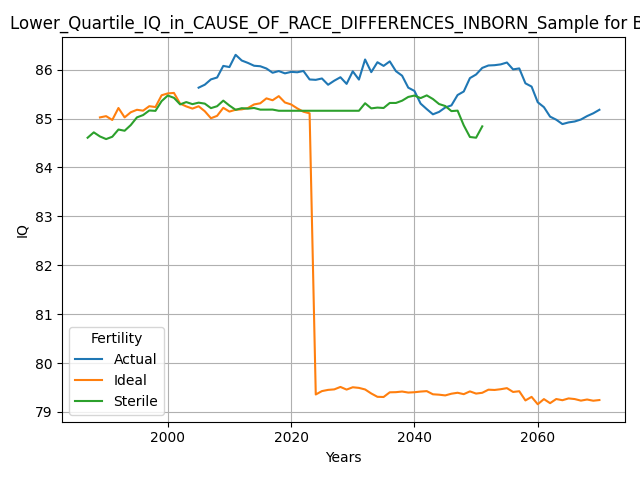 Lower_Quartile_IQ_in_CAUSE_OF_RACE_DIFFERENCES_INBORN_Sample for
86
85
84
83
82
81
80
79
IQ
Fertility
Actual
Ideal
Sterile
2000
2020
2040
2060
Years